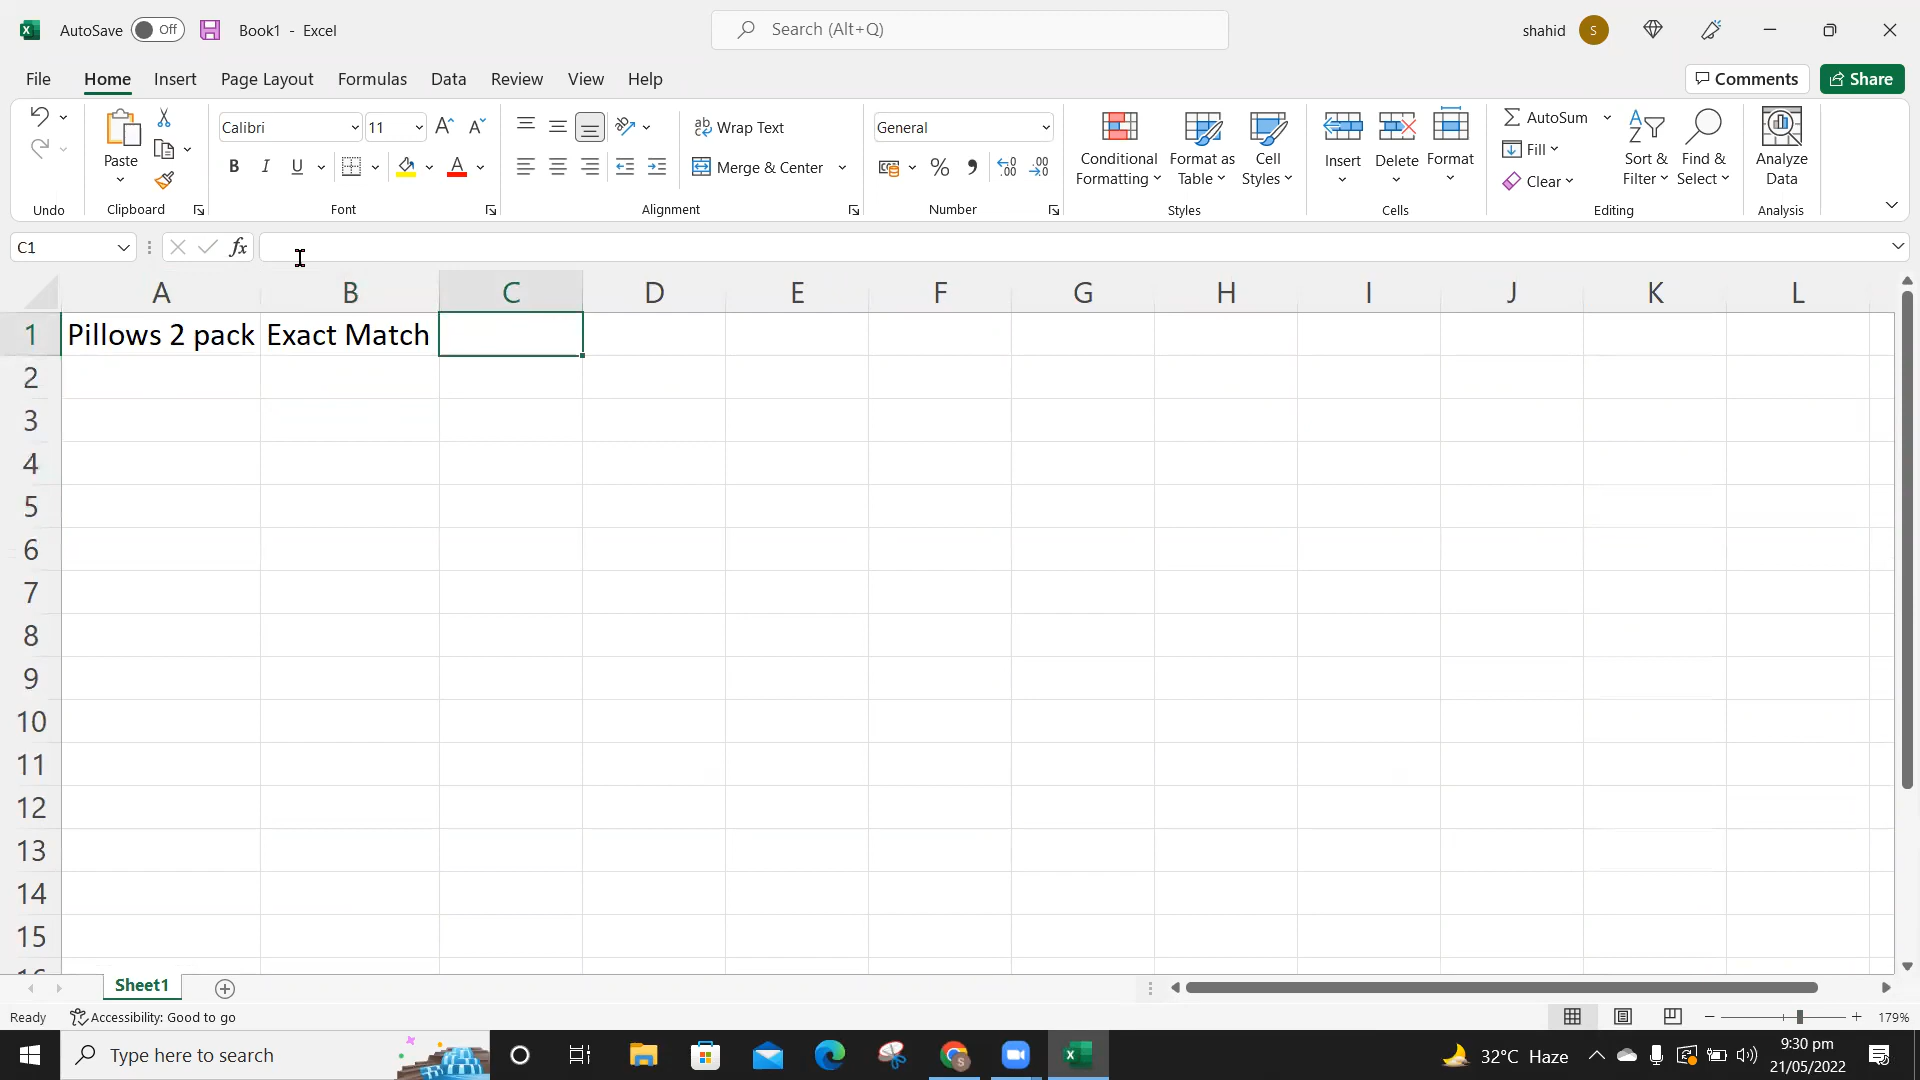 AutoSave Off Book1 - Excel Search (Alt+Q) shahid S
File Home Insert Page Layout Formulas Data Review View Help Comments Share
Paste Calibri 11 Wrap Text General Conditional Formatting Format as Table Cell Styles Insert Delete Format AutoSum Sort & Filter Find & Select Analyze Data
B I U A Merge & Center % Fill
Clear
Undo Clipboard Font Alignment Number Styles Cells Editing Analysis
C1 fx
A B C D E F G H I J K L
1 Pillows 2 pack Exact Match
2
3
4
5
6
7
8
9
10
11
12
13
14
15
16
Sheet1
Ready Accessibility: Good to go 179%
Type here to search 32°C Haze 9:30 pm
21/05/2022